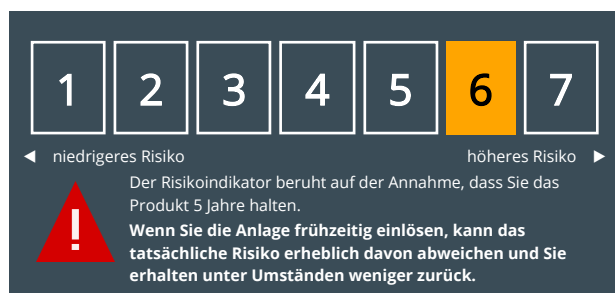 1 2 3 4 5 6 7
niedrigeres Risiko höheres Risiko
Der Risikoindikator beruht auf der Annahme, dass Sie das
Produkt 5 Jahre halten.
Wenn Sie die Anlage frühzeitig einlösen, kann das
tatsächliche Risiko erheblich davon abweichen und Sie
erhalten unter Umständen weniger zurück.